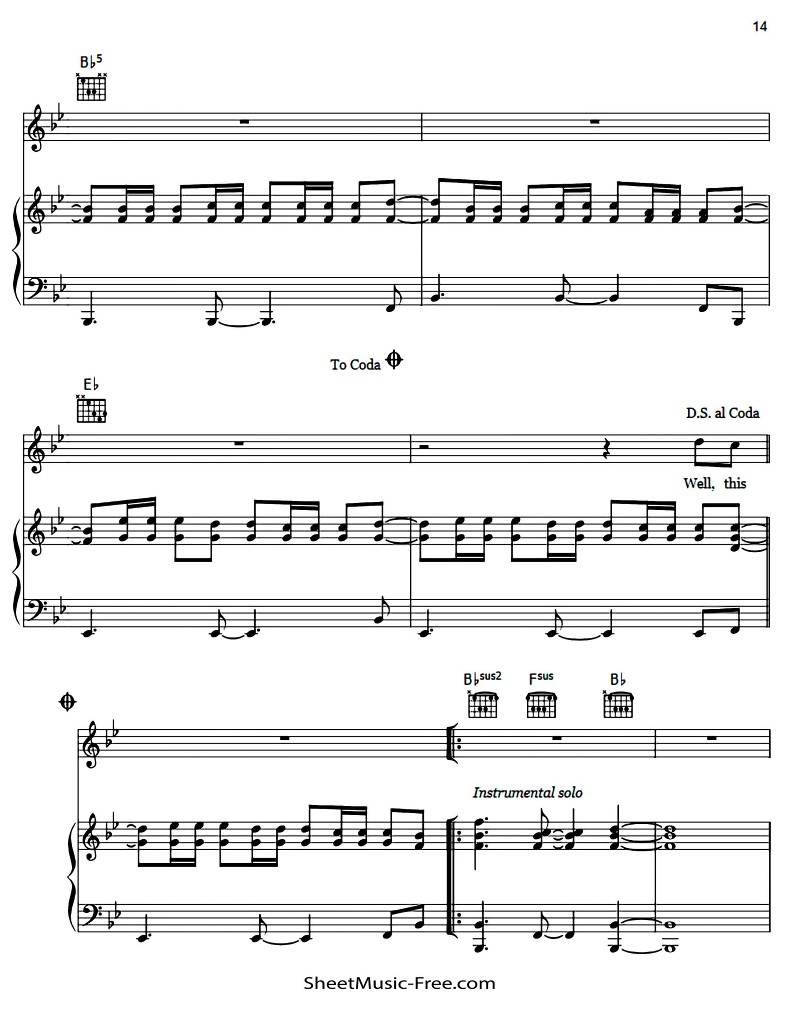 14
B♭5
To Coda
E♭
D.S. al Coda
Well, this
B♭sus2 Fsus B♭
Instrumental solo
SheetMusic-Free.com